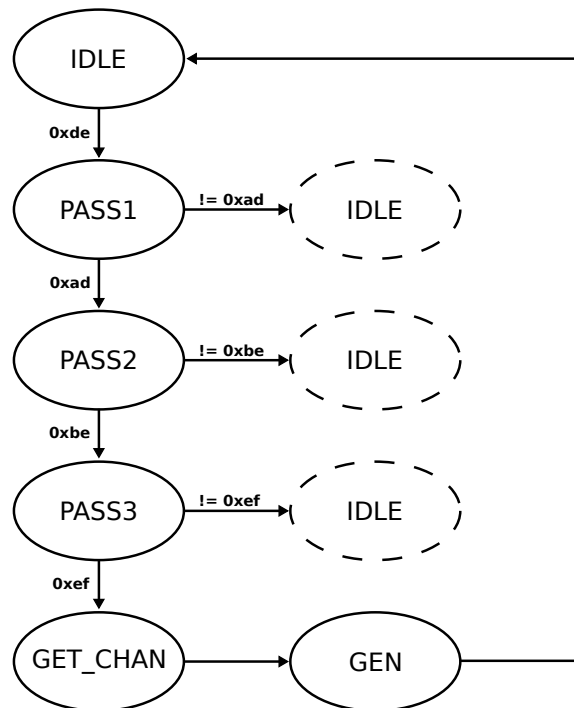 IDLE
0xde
PASS1
!= 0xad
IDLE
0xad
PASS2
!= 0xbe
IDLE
0xbe
PASS3
!= 0xef
IDLE
0xef
GET_CHAN
GEN